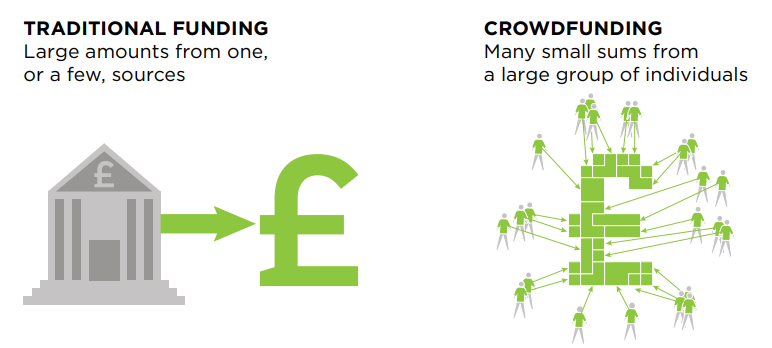 TRADITIONAL FUNDING
Large amounts from one,
or a few, sources
CROWDFUNDING
Many small sums from
a large group of individuals
£
£